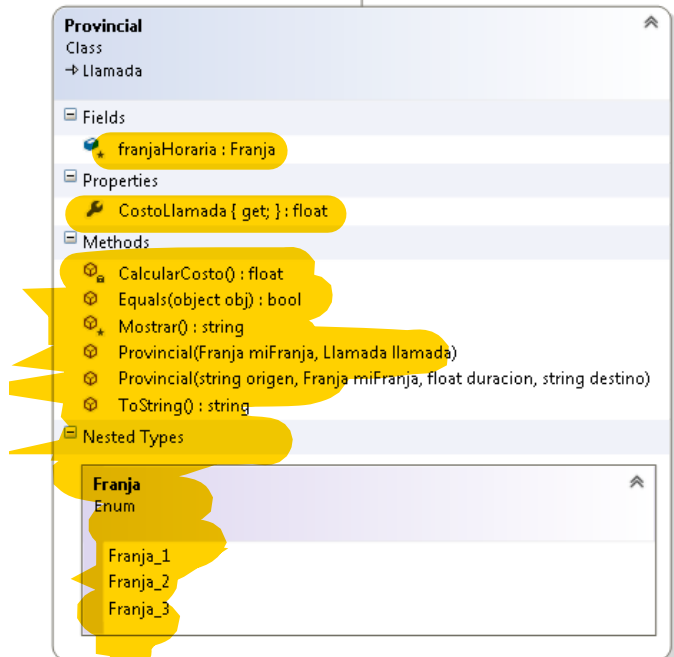 Provincial
Class
Llamada
Fields
franjaHoraria : Franja
Properties
CostoLlamada { get; } : float
Methods
CalcularCosto() : float
Equals(object obj) : bool
Mostrar() : string
Provincial(Franja miFranja, Llamada llamada)
Provincial(string origen, Franja miFranja, float duracion, string destino)
ToString() : string
Nested Types
Franja
Enum
Franja_1
Franja_2
Franja_3